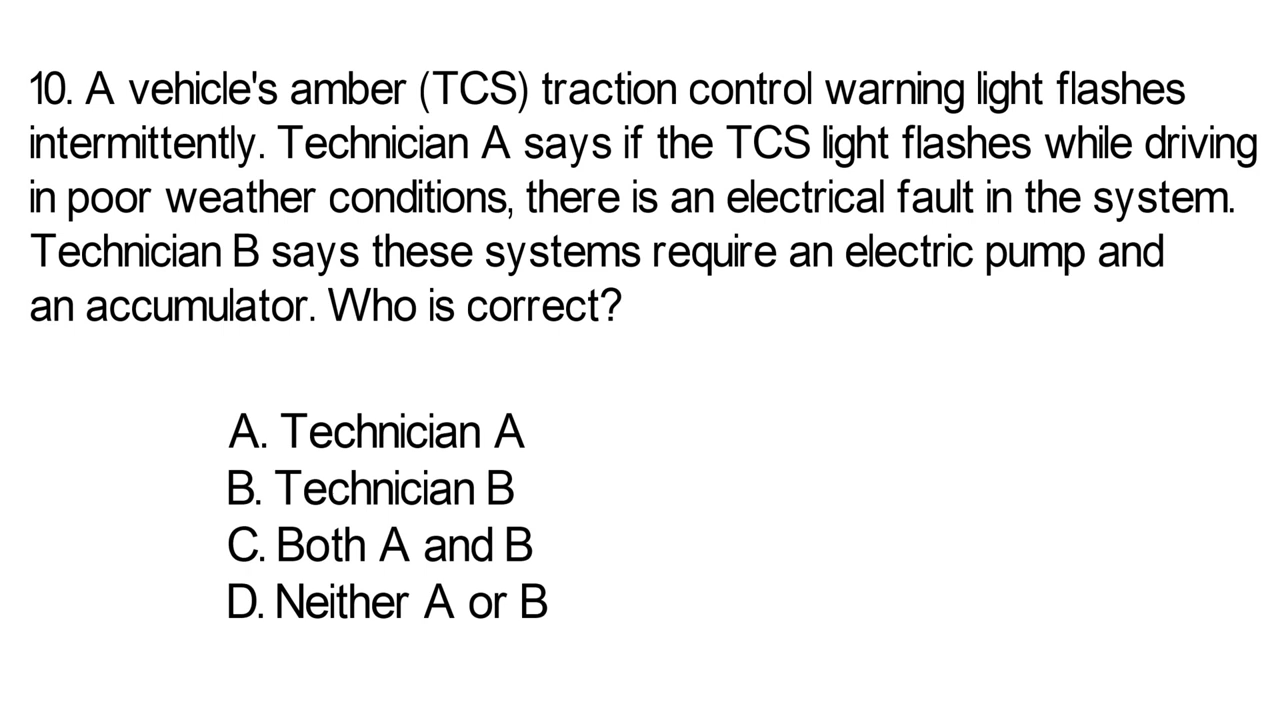 10. A vehicle's amber (TCS) traction control warning light flashes
intermittently. Technician A says if the TCS light flashes while driving
in poor weather conditions, there is an electrical fault in the system.
Technician B says these systems require an electric pump and
an accumulator. Who is correct?
A. Technician A
B. Technician B
C. Both A and B
D. Neither A or B